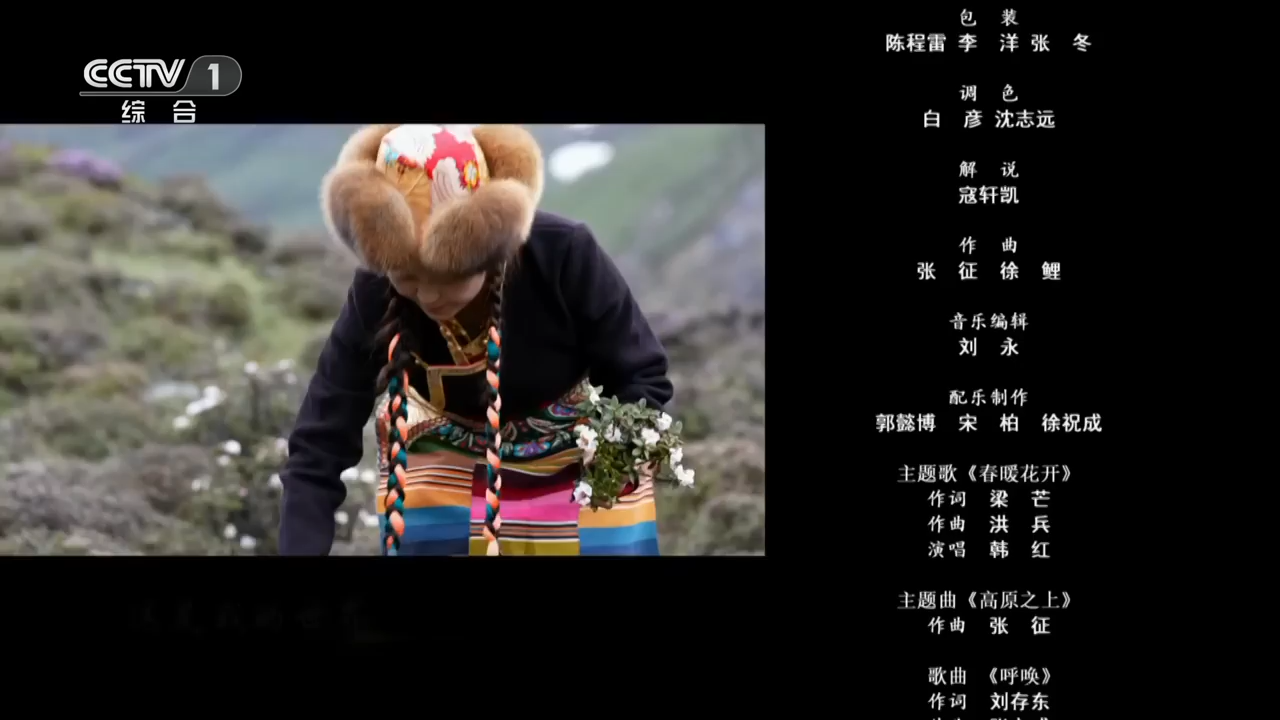 CCTV 1
综 合
包 装
陈程雷 李 洋 张 冬
调 色
白 彦 沈志远
解 说
寇轩凯
作 曲
张 征 徐 鲤
音乐编辑
刘 永
配乐制作
郭懿博 宋 柏 徐祝成
主题歌《春暖花开》
作词 梁 芒
作曲 洪 兵
演唱 韩 红
主题曲《高原之上》
作曲 张 征
歌曲 《呼唤》
作词 刘存东